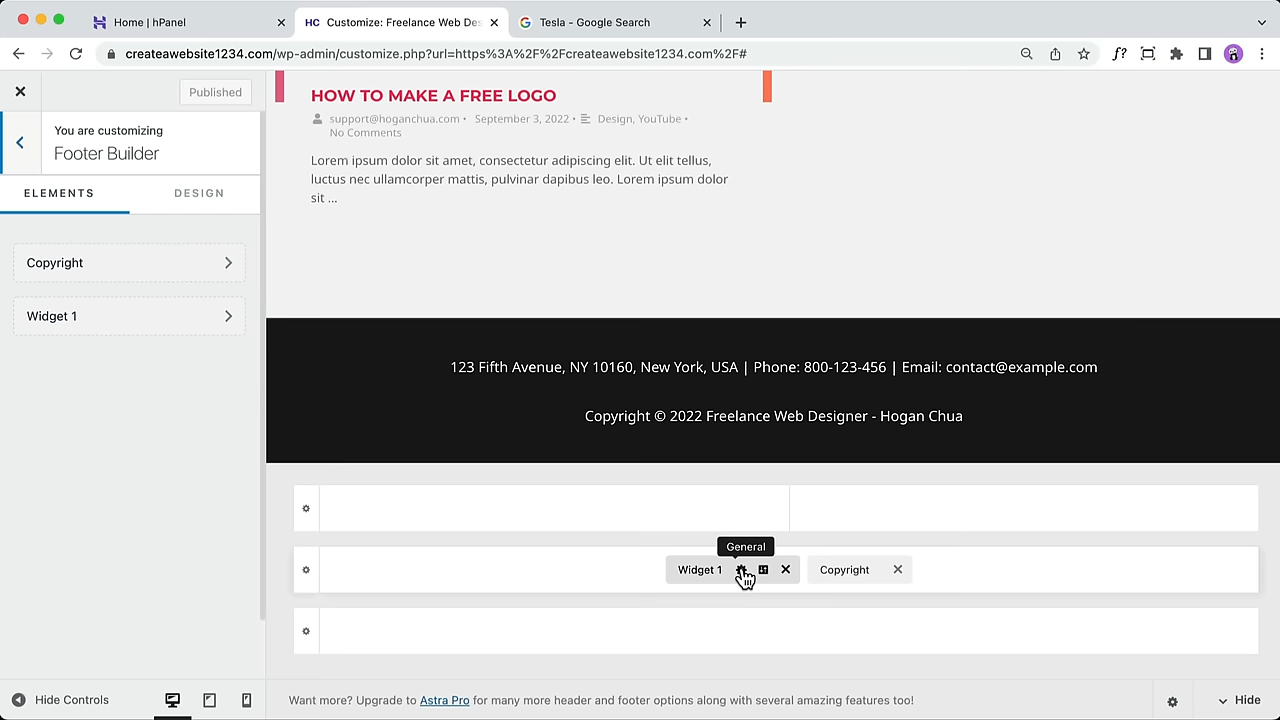 Home | hPanel
HC Customize: Freelance Web De
Tesla - Google Search
createawebsite1234.com/wp-admin/customize.php?url=https%3A%2F%2Fcreateawebsite1234.com%2F#
f?
Published
You are customizing
Footer Builder
ELEMENTS
DESIGN
Copyright
Widget 1
HOW TO MAKE A FREE LOGO
support@hoganchua.com • September 3, 2022 • Design, YouTube •
No Comments
Lorem ipsum dolor sit amet, consectetur adipiscing elit. Ut elit tellus,
luctus nec ullamcorper mattis, pulvinar dapibus leo. Lorem ipsum dolor
sit ...
123 Fifth Avenue, NY 10160, New York, USA | Phone: 800-123-456 | Email: contact@example.com
Copyright © 2022 Freelance Web Designer - Hogan Chua
General
Widget 1
Copyright
Hide Controls
Want more? Upgrade to Astra Pro for many more header and footer options along with several amazing features too!
Hide